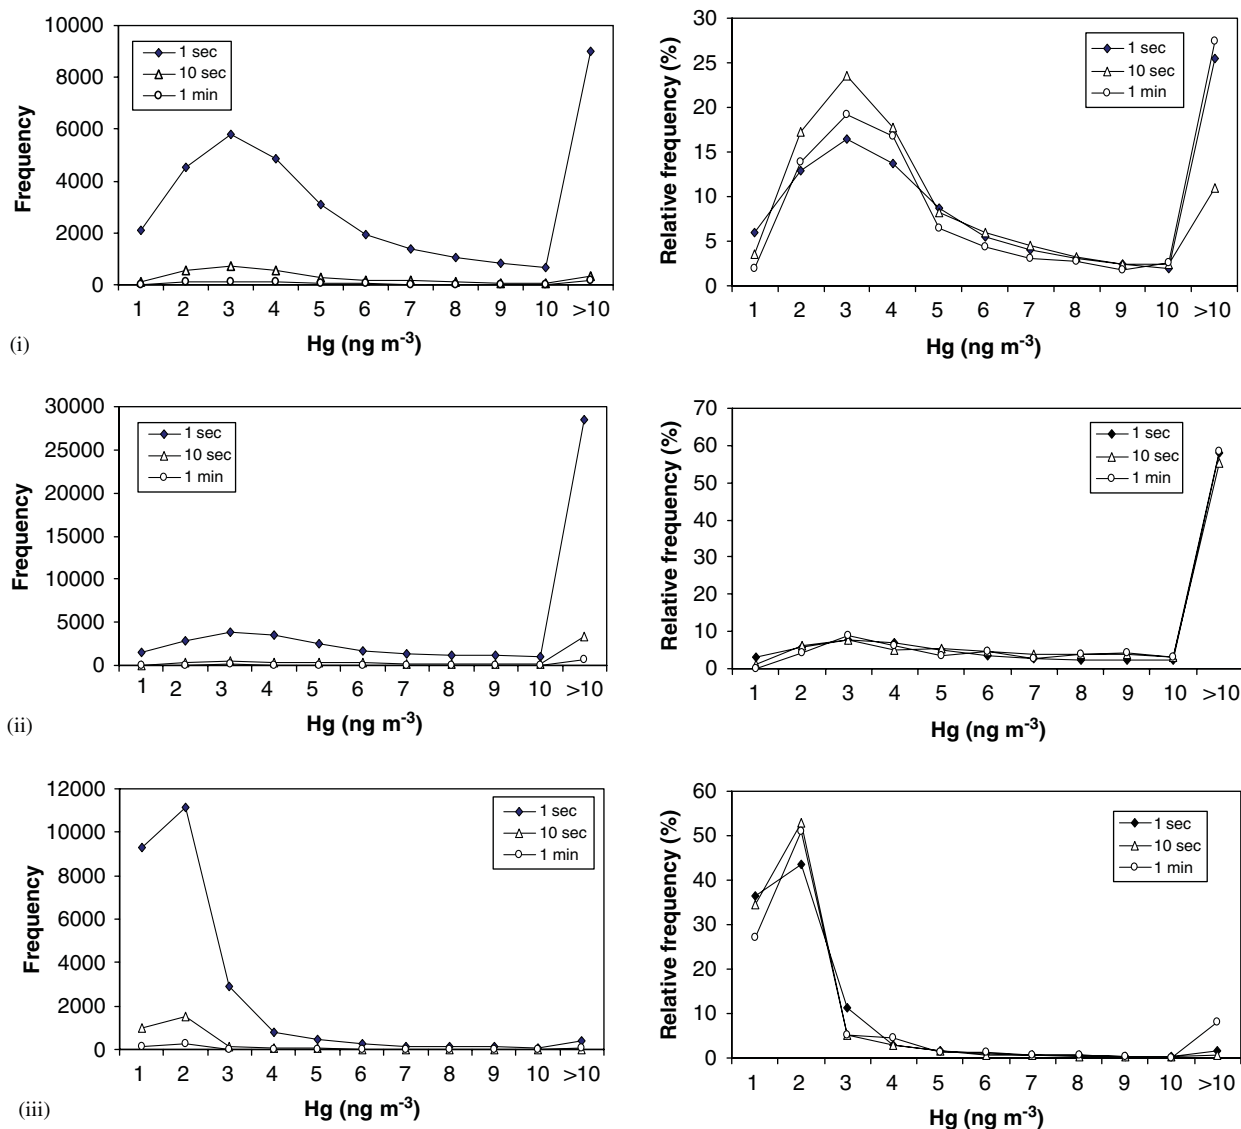 10000
8000
6000
4000
2000
0
Frequency
1 sec
10 sec
1 min
1 2 3 4 5 6 7 8 9 10 >10
Hg (ng m-3)
(i)
30
25
20
15
10
5
0
Relative frequency (%)
1 sec
10 sec
1 min
1 2 3 4 5 6 7 8 9 10 >10
Hg (ng m-3)
30000
25000
20000
15000
10000
5000
0
Frequency
1 sec
10 sec
1 min
1 2 3 4 5 6 7 8 9 10 >10
Hg (ng m-3)
(ii)
70
60
50
40
30
20
10
0
Relative frequency (%)
1 sec
10 sec
1 min
1 2 3 4 5 6 7 8 9 10 >10
Hg (ng m-3)
12000
10000
8000
6000
4000
2000
0
Frequency
1 sec
10 sec
1 min
1 2 3 4 5 6 7 8 9 10 >10
Hg (ng m-3)
(iii)
60
50
40
30
20
10
0
Relative frequency (%)
1 sec
10 sec
1 min
1 2 3 4 5 6 7 8 9 10 >10
Hg (ng m-3)